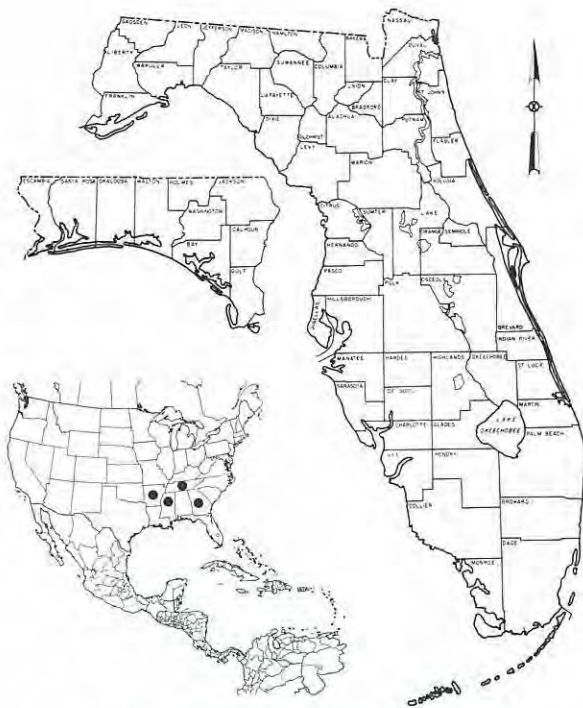 NASSAU
GADSDEN
LEON
JEFFERSON
MADISON
HAMILTON
BAKER
DUVAL
LIBERTY
WAKULLA
TAYLOR
SUWANNEE
COLUMBIA
CLAY
ST JOHNS
FRANKLIN
LAFAYETTE
UNION
BRADFORD
PUTNAM
DIXIE
GILCHRIST
ALACHUA
FLAGLER
LEVY
MARION
VOLUSIA
ESCAMBIA
SANTA ROSA
OKALOOSA
WALTON
HOLMES
JACKSON
WASHINGTON
BAY
CALHOUN
GULF
CITRUS
SUMTER
LAKE
HERNANDO
ORANGE
SEMINOLE
PASCO
OSCEOLA
POLK
HILLSBOROUGH
PINELLAS
BREVARD
INDIAN RIVER
MANATEE
HARDEE
HIGHLANDS
OKEECHOBEE
ST LUCIE
SARASOTA
DE SOTO
MARTIN
CHARLOTTE
GLADES
LAKE
OKEECHOBEE
PALM BEACH
LEE
HENDRY
BROWARD
COLLIER
DADE
MONROE